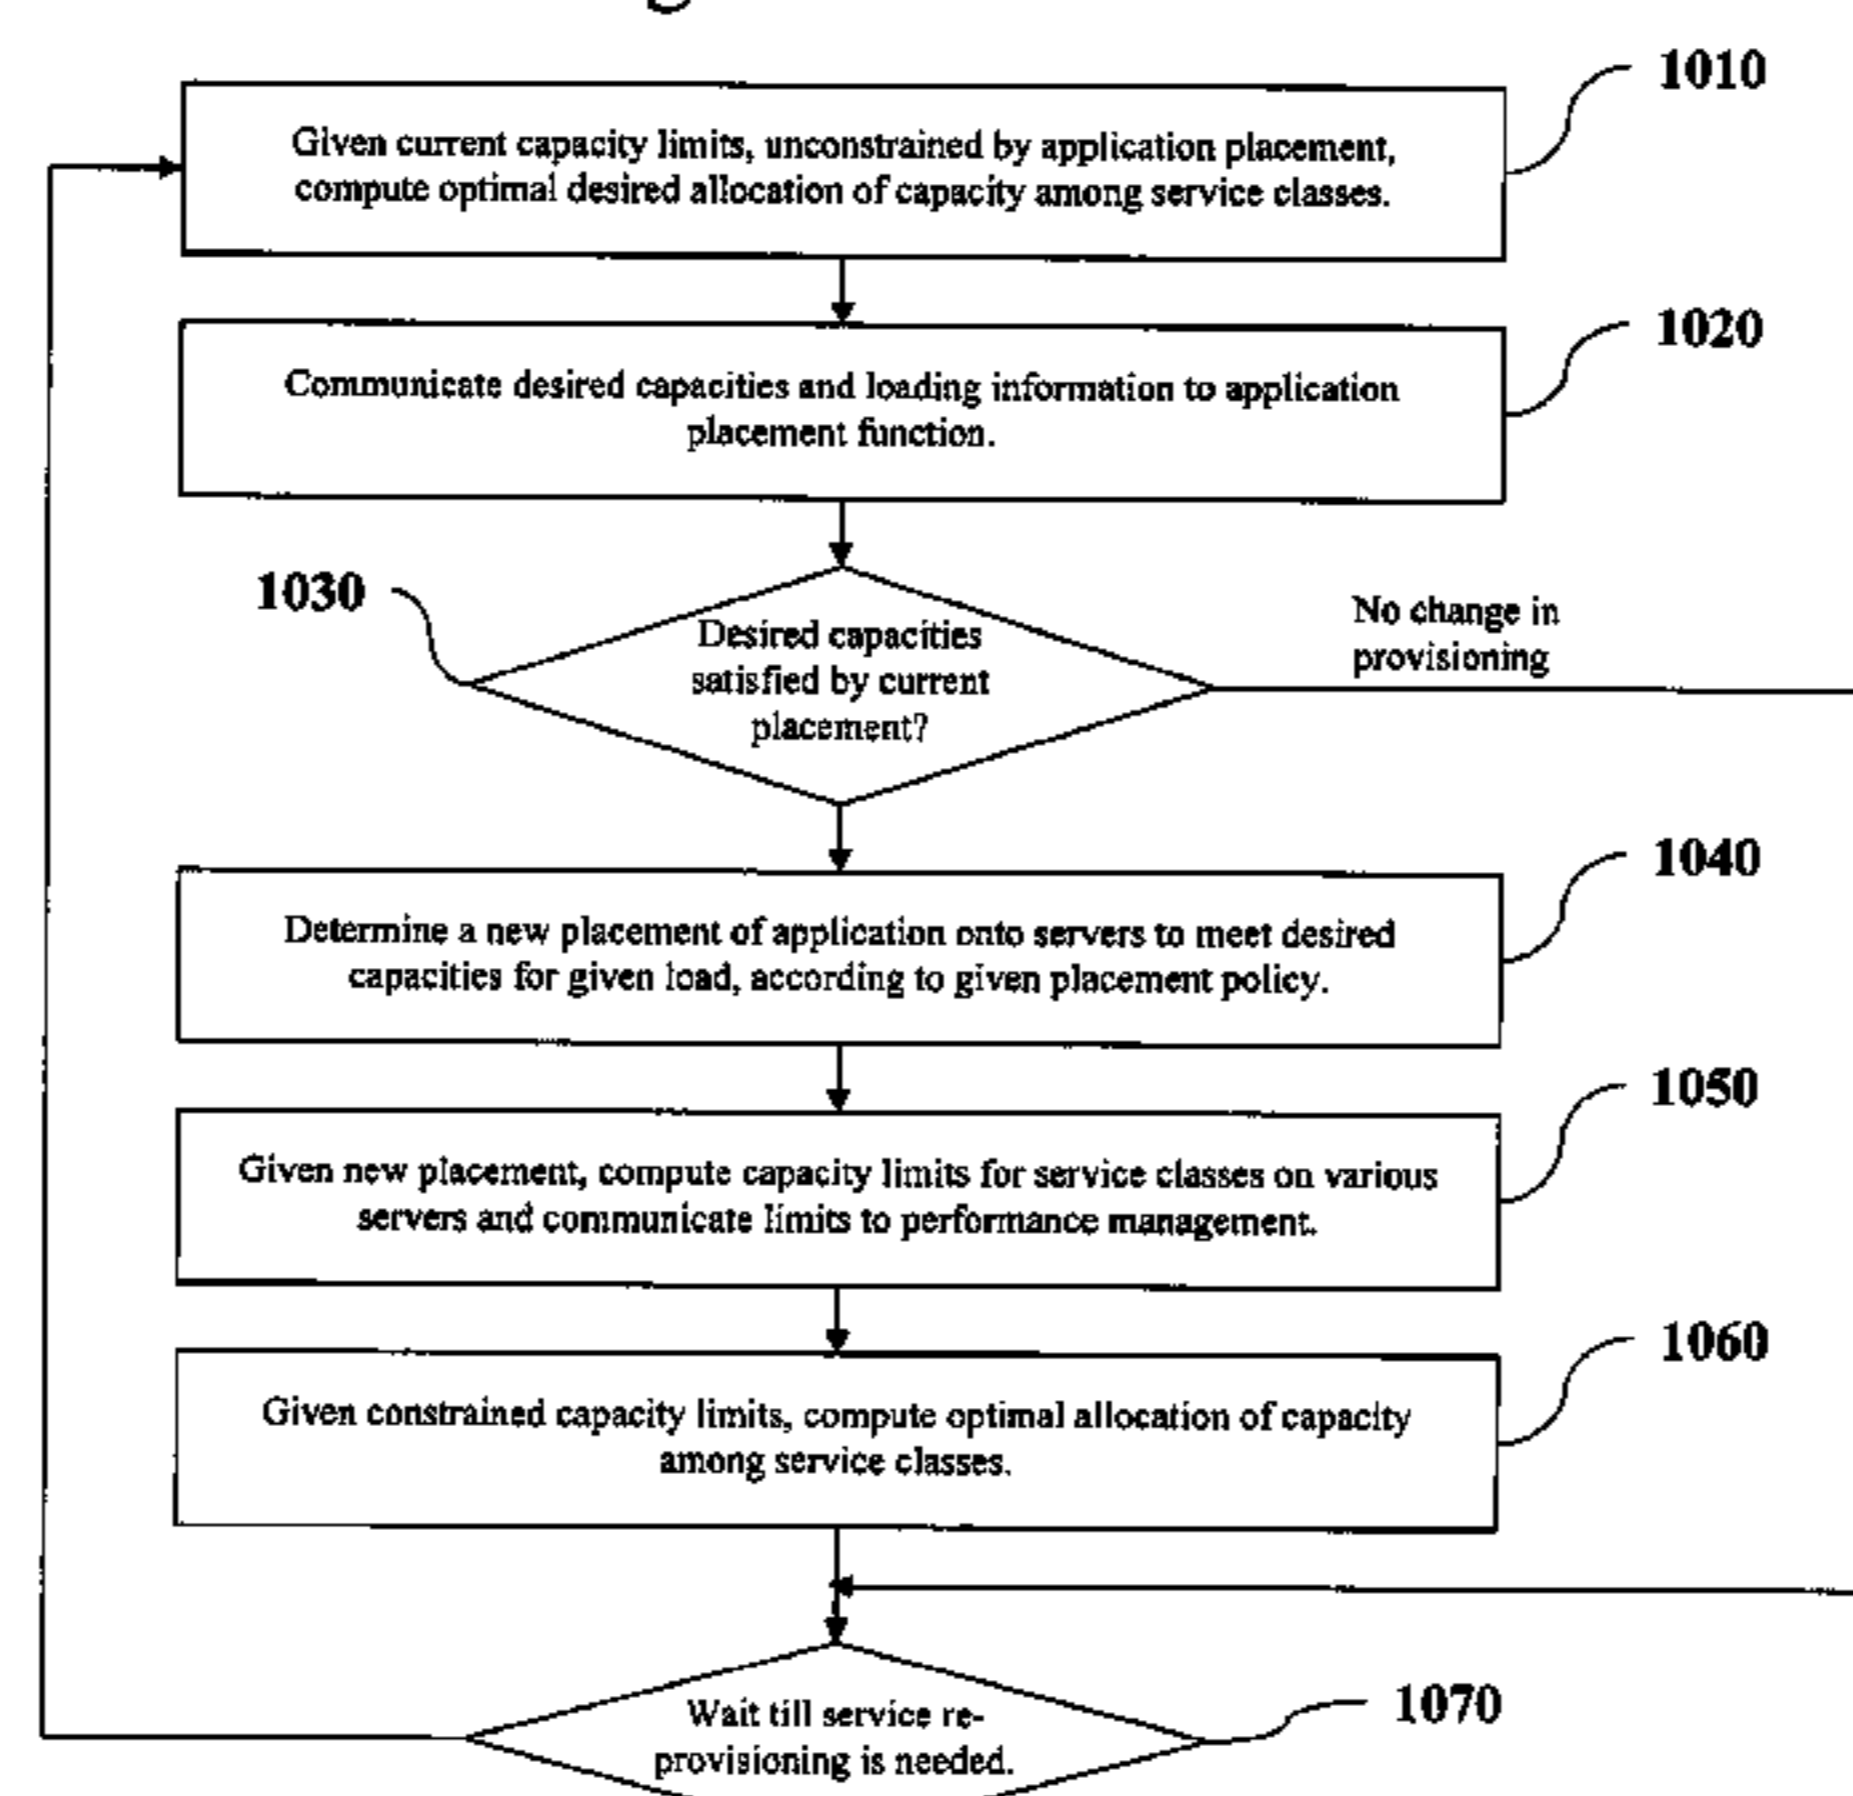 1010
Given current capacity limits, unconstrained by application placement,
compute optimal desired allocation of capacity among service classes.
1020
Communicate desired capacities and loading information to application
placement function.
1030
Desired capacities
satisfied by current
placement?
No change in
provisioning
1040
Determine a new placement of application onto servers to meet desired
capacities for given load, according to given placement policy.
1050
Given new placement, compute capacity limits for service classes on various
servers and communicate limits to performance management.
1060
Given constrained capacity limits, compute optimal allocation of capacity
among service classes.
1070
Wait till service re-
provisioning is needed.